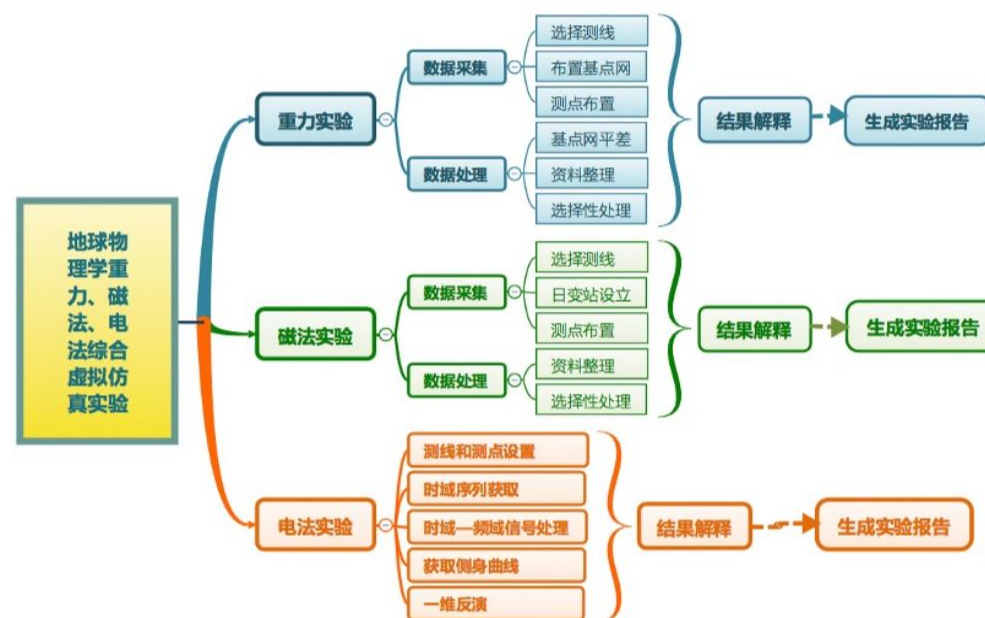 地球物
理学重
力、磁
法、电
法综合
虚拟仿
真实验
重力实验
数据采集
选择测线
布置基点网
测点布置
数据处理
基点网平差
资料整理
选择性处理
结果解释
生成实验报告
磁法实验
数据采集
选择测线
日变站设立
测点布置
数据处理
资料整理
选择性处理
结果解释
生成实验报告
电法实验
测线和测点设置
时域序列获取
时域—频域信号处理
获取侧身曲线
一维反演
结果解释
生成实验报告